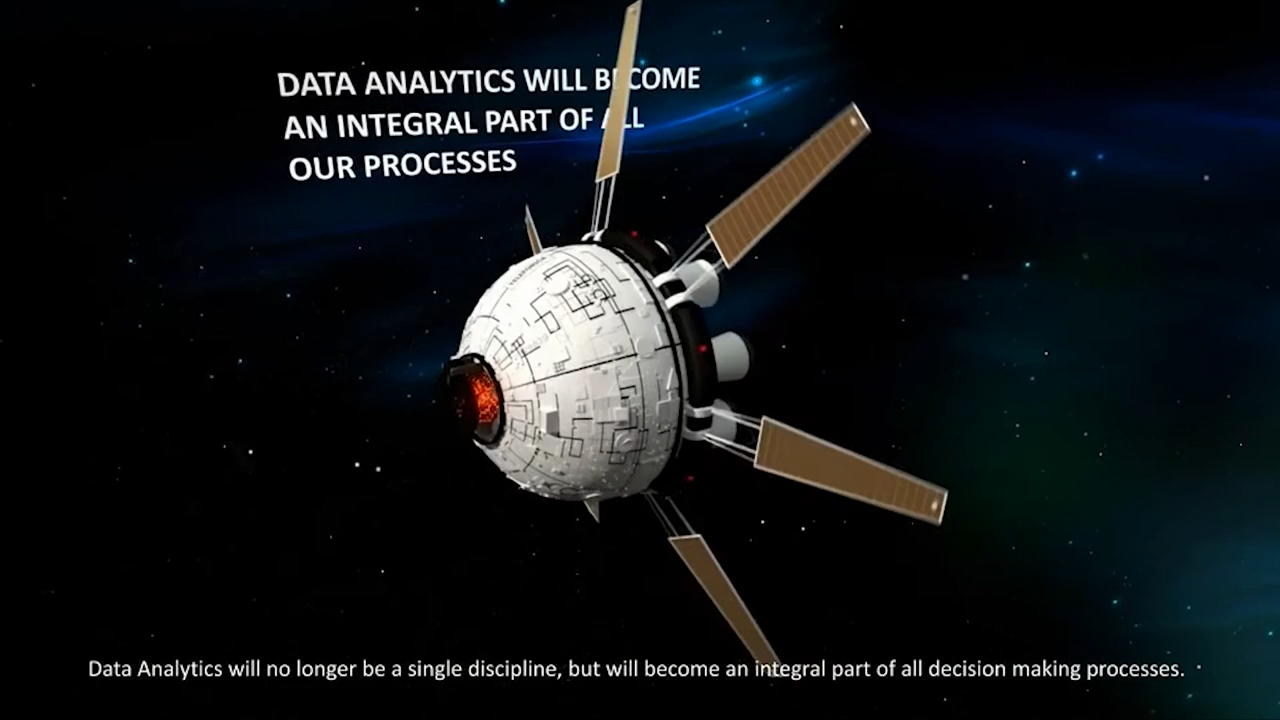 DATA ANALYTICS WILL BECOME
AN INTEGRAL PART OF ALL
OUR PROCESSES
Data Analytics will no longer be a single discipline, but will become an integral part of all decision making processes.